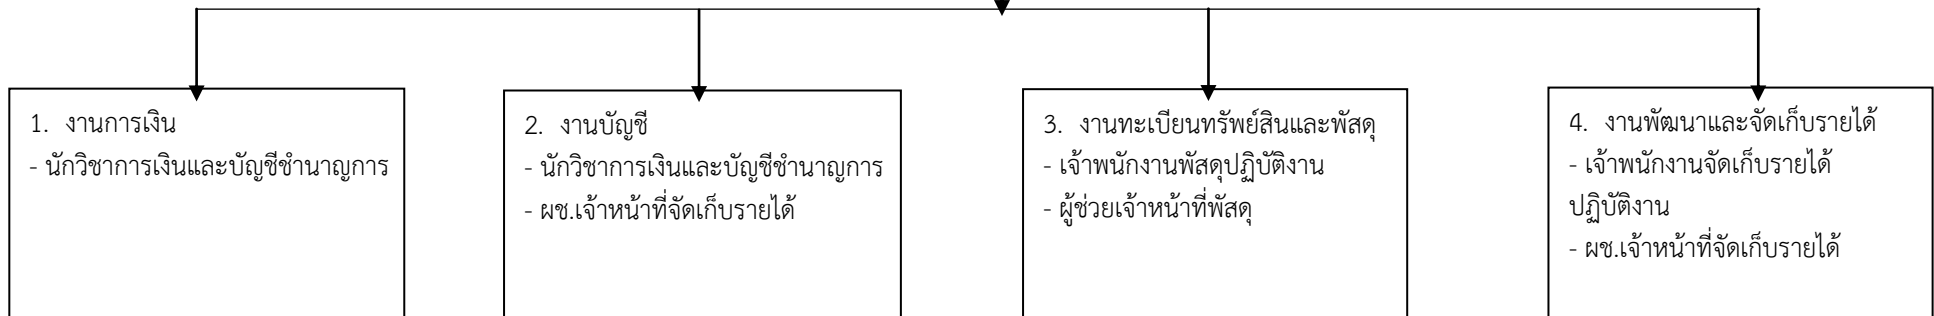 1. งานการเงิน
- นักวิชาการเงินและบัญชีชำนาญการ
2. งานบัญชี
- นักวิชาการเงินและบัญชีชำนาญการ
- ผช.เจ้าหน้าที่จัดเก็บรายได้
3. งานทะเบียนทรัพย์สินและพัสดุ
- เจ้าพนักงานพัสดุปฏิบัติงาน
- ผู้ช่วยเจ้าหน้าที่พัสดุ
4. งานพัฒนาและจัดเก็บรายได้
- เจ้าพนักงานจัดเก็บรายได้
ปฏิบัติงาน
- ผช.เจ้าหน้าที่จัดเก็บรายได้